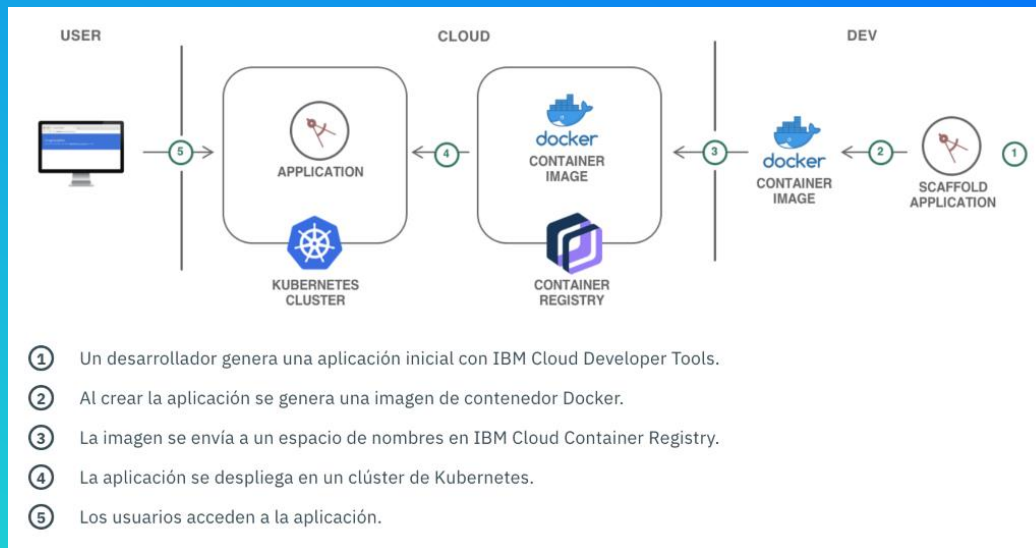 USER
CLOUD
DEV
5
APPLICATION
4
docker
CONTAINER
IMAGE
3
docker
CONTAINER
IMAGE
2
SCAFFOLD
APPLICATION
1
KUBERNETES
CLUSTER
CONTAINER
REGISTRY
1 Un desarrollador genera una aplicación inicial con IBM Cloud Developer Tools.
2 Al crear la aplicación se genera una imagen de contenedor Docker.
3 La imagen se envía a un espacio de nombres en IBM Cloud Container Registry.
4 La aplicación se despliega en un clúster de Kubernetes.
5 Los usuarios acceden a la aplicación.